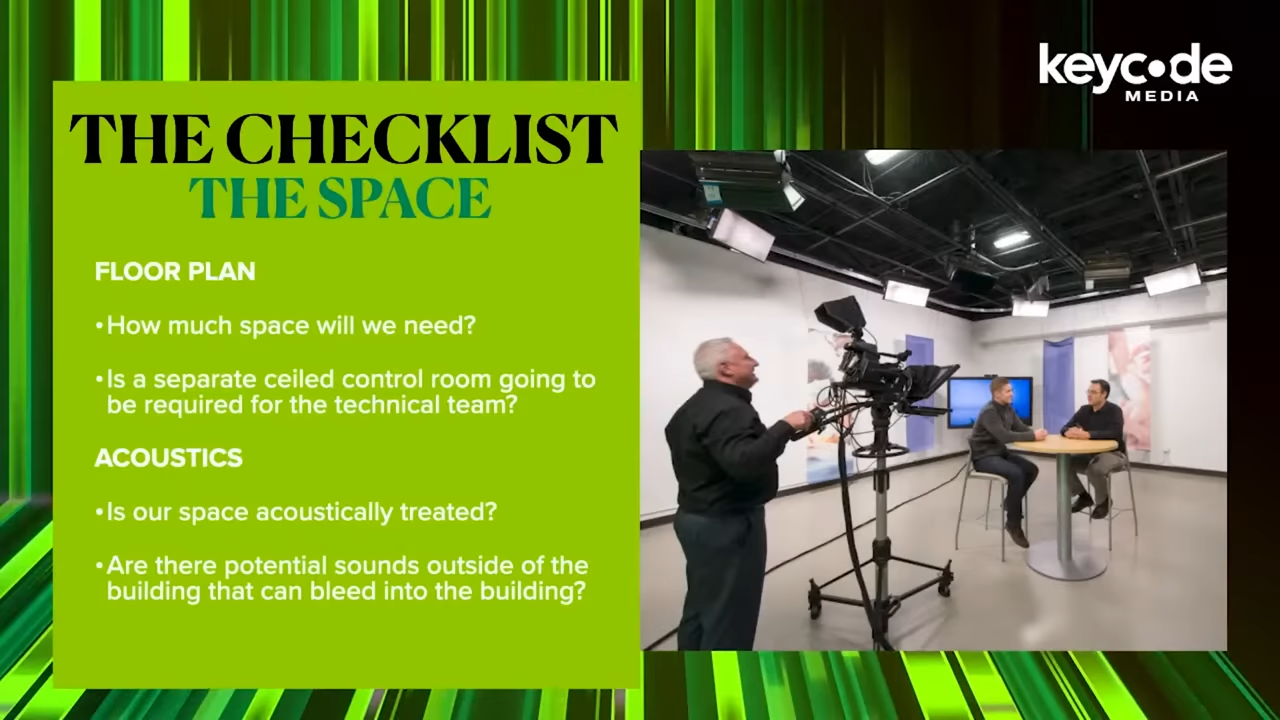 THE CHECKLIST
THE SPACE
FLOOR PLAN
•How much space will we need?
•Is a separate ceiled control room going to
be required for the technical team?
ACOUSTICS
•Is our space acoustically treated?
•Are there potential sounds outside of the
building that can bleed into the building?
keycode
MEDIA